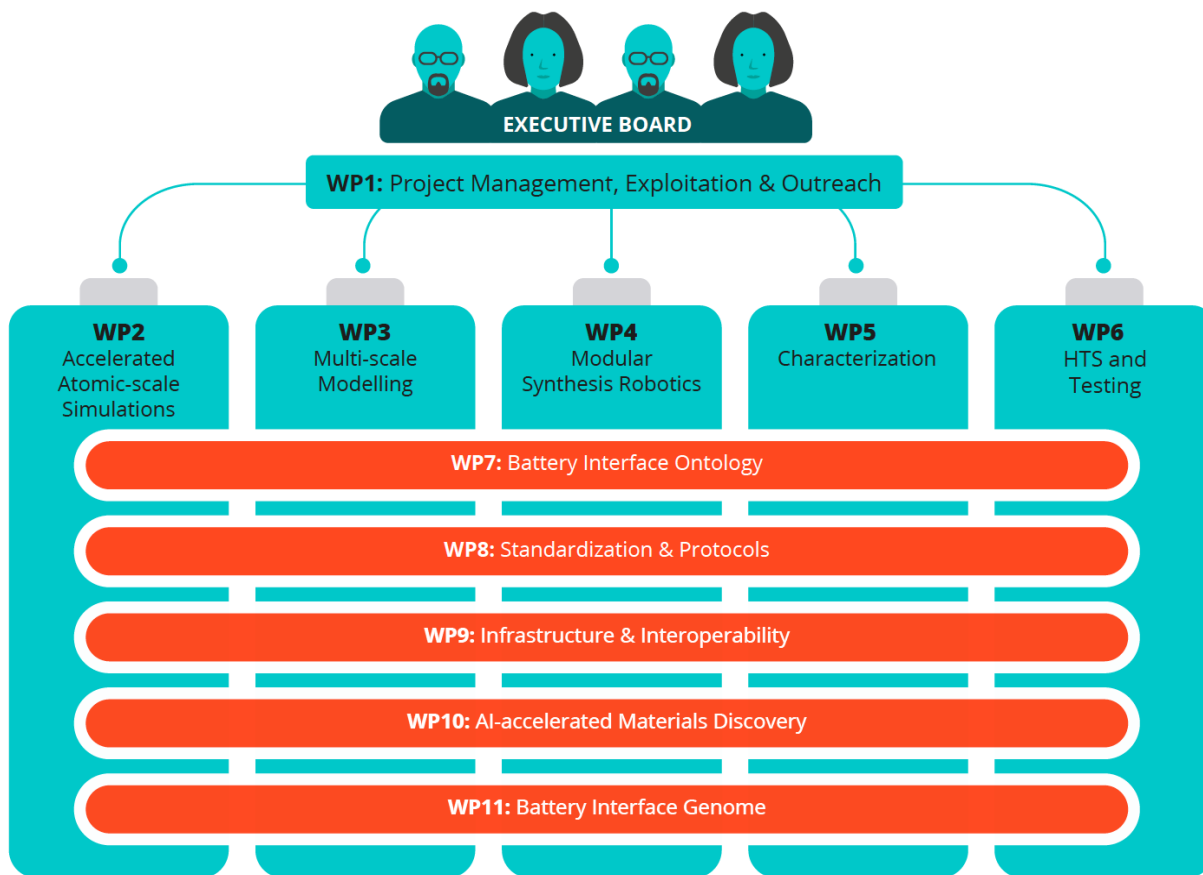 EXECUTIVE BOARD
WP1: Project Management, Exploitation & Outreach
WP2
Accelerated
Atomic-scale
Simulations
WP3
Multi-scale
Modelling
WP4
Modular
Synthesis Robotics
WP5
Characterization
WP6
HTS and
Testing
WP7: Battery Interface Ontology
WP8: Standardization & Protocols
WP9: Infrastructure & Interoperability
WP10: AI-accelerated Materials Discovery
WP11: Battery Interface Genome